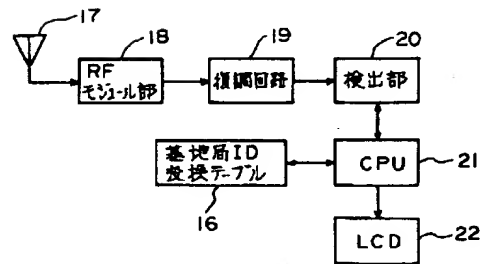 17
18
19
20
RF
モジュール部
復調回路
検出部
基地局ID
変換テーブル
16
CPU
21
LCD
22